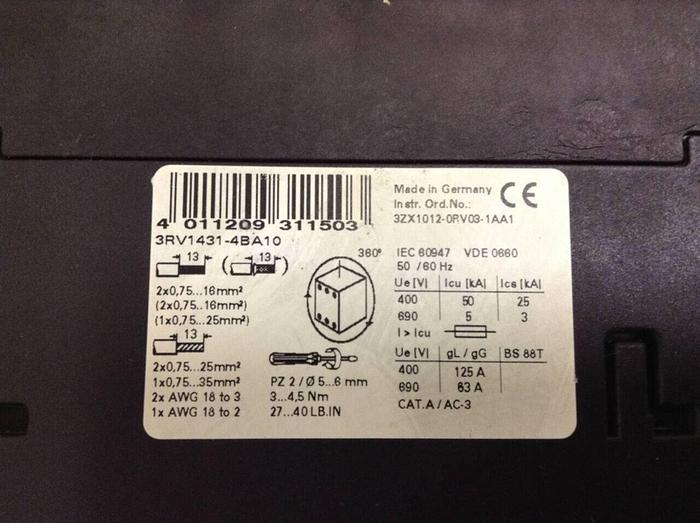 4 011209 311503
3RV1431-4BA10
13 ( 13 )
2x0,75...16mm²
(2x0,75..16mm²)
(1x0,75...25mm²)
13
2x0,75...25mm²
1x0,75...35mm²
2x AWG 18 to 3
1x AWG 18 to 2
360°
PZ 2 / Ø 5...6 mm
3...4,5 Nm
27...40 LB.IN
Made in Germany CE
Instr. Ord.No.:
3ZX1012-0RV03-1AA1
IEC 60947 VDE 0660
50 / 60 Hz
Ue [V] Icu [kA] Ics [kA]
400 50 25
690 5 3
I > Icu
Ue [V] gL / gG BS 88T
400 125 A
690 63 A
CAT.A / AC-3